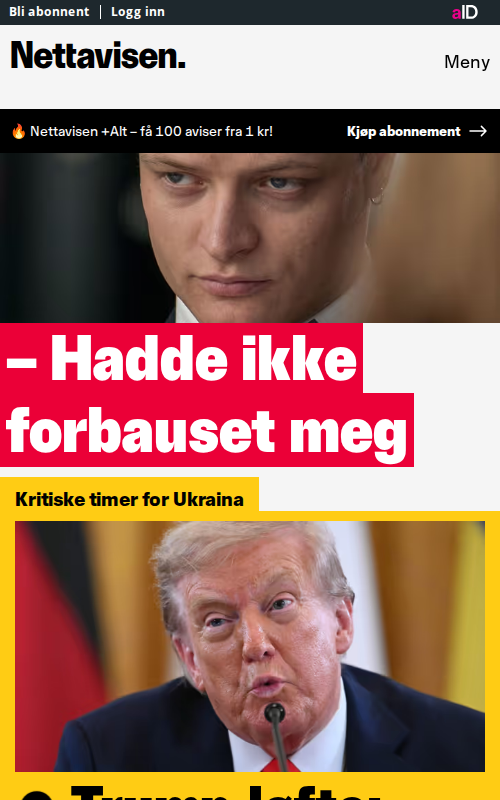 Bli abonnent | Logg inn
aID
Nettavisen.
Meny
🔥 Nettavisen +Alt – få 100 aviser fra 1 kr!
Kjøp abonnement →
– Hadde ikke
forbauset meg
Kritiske timer for Ukraina